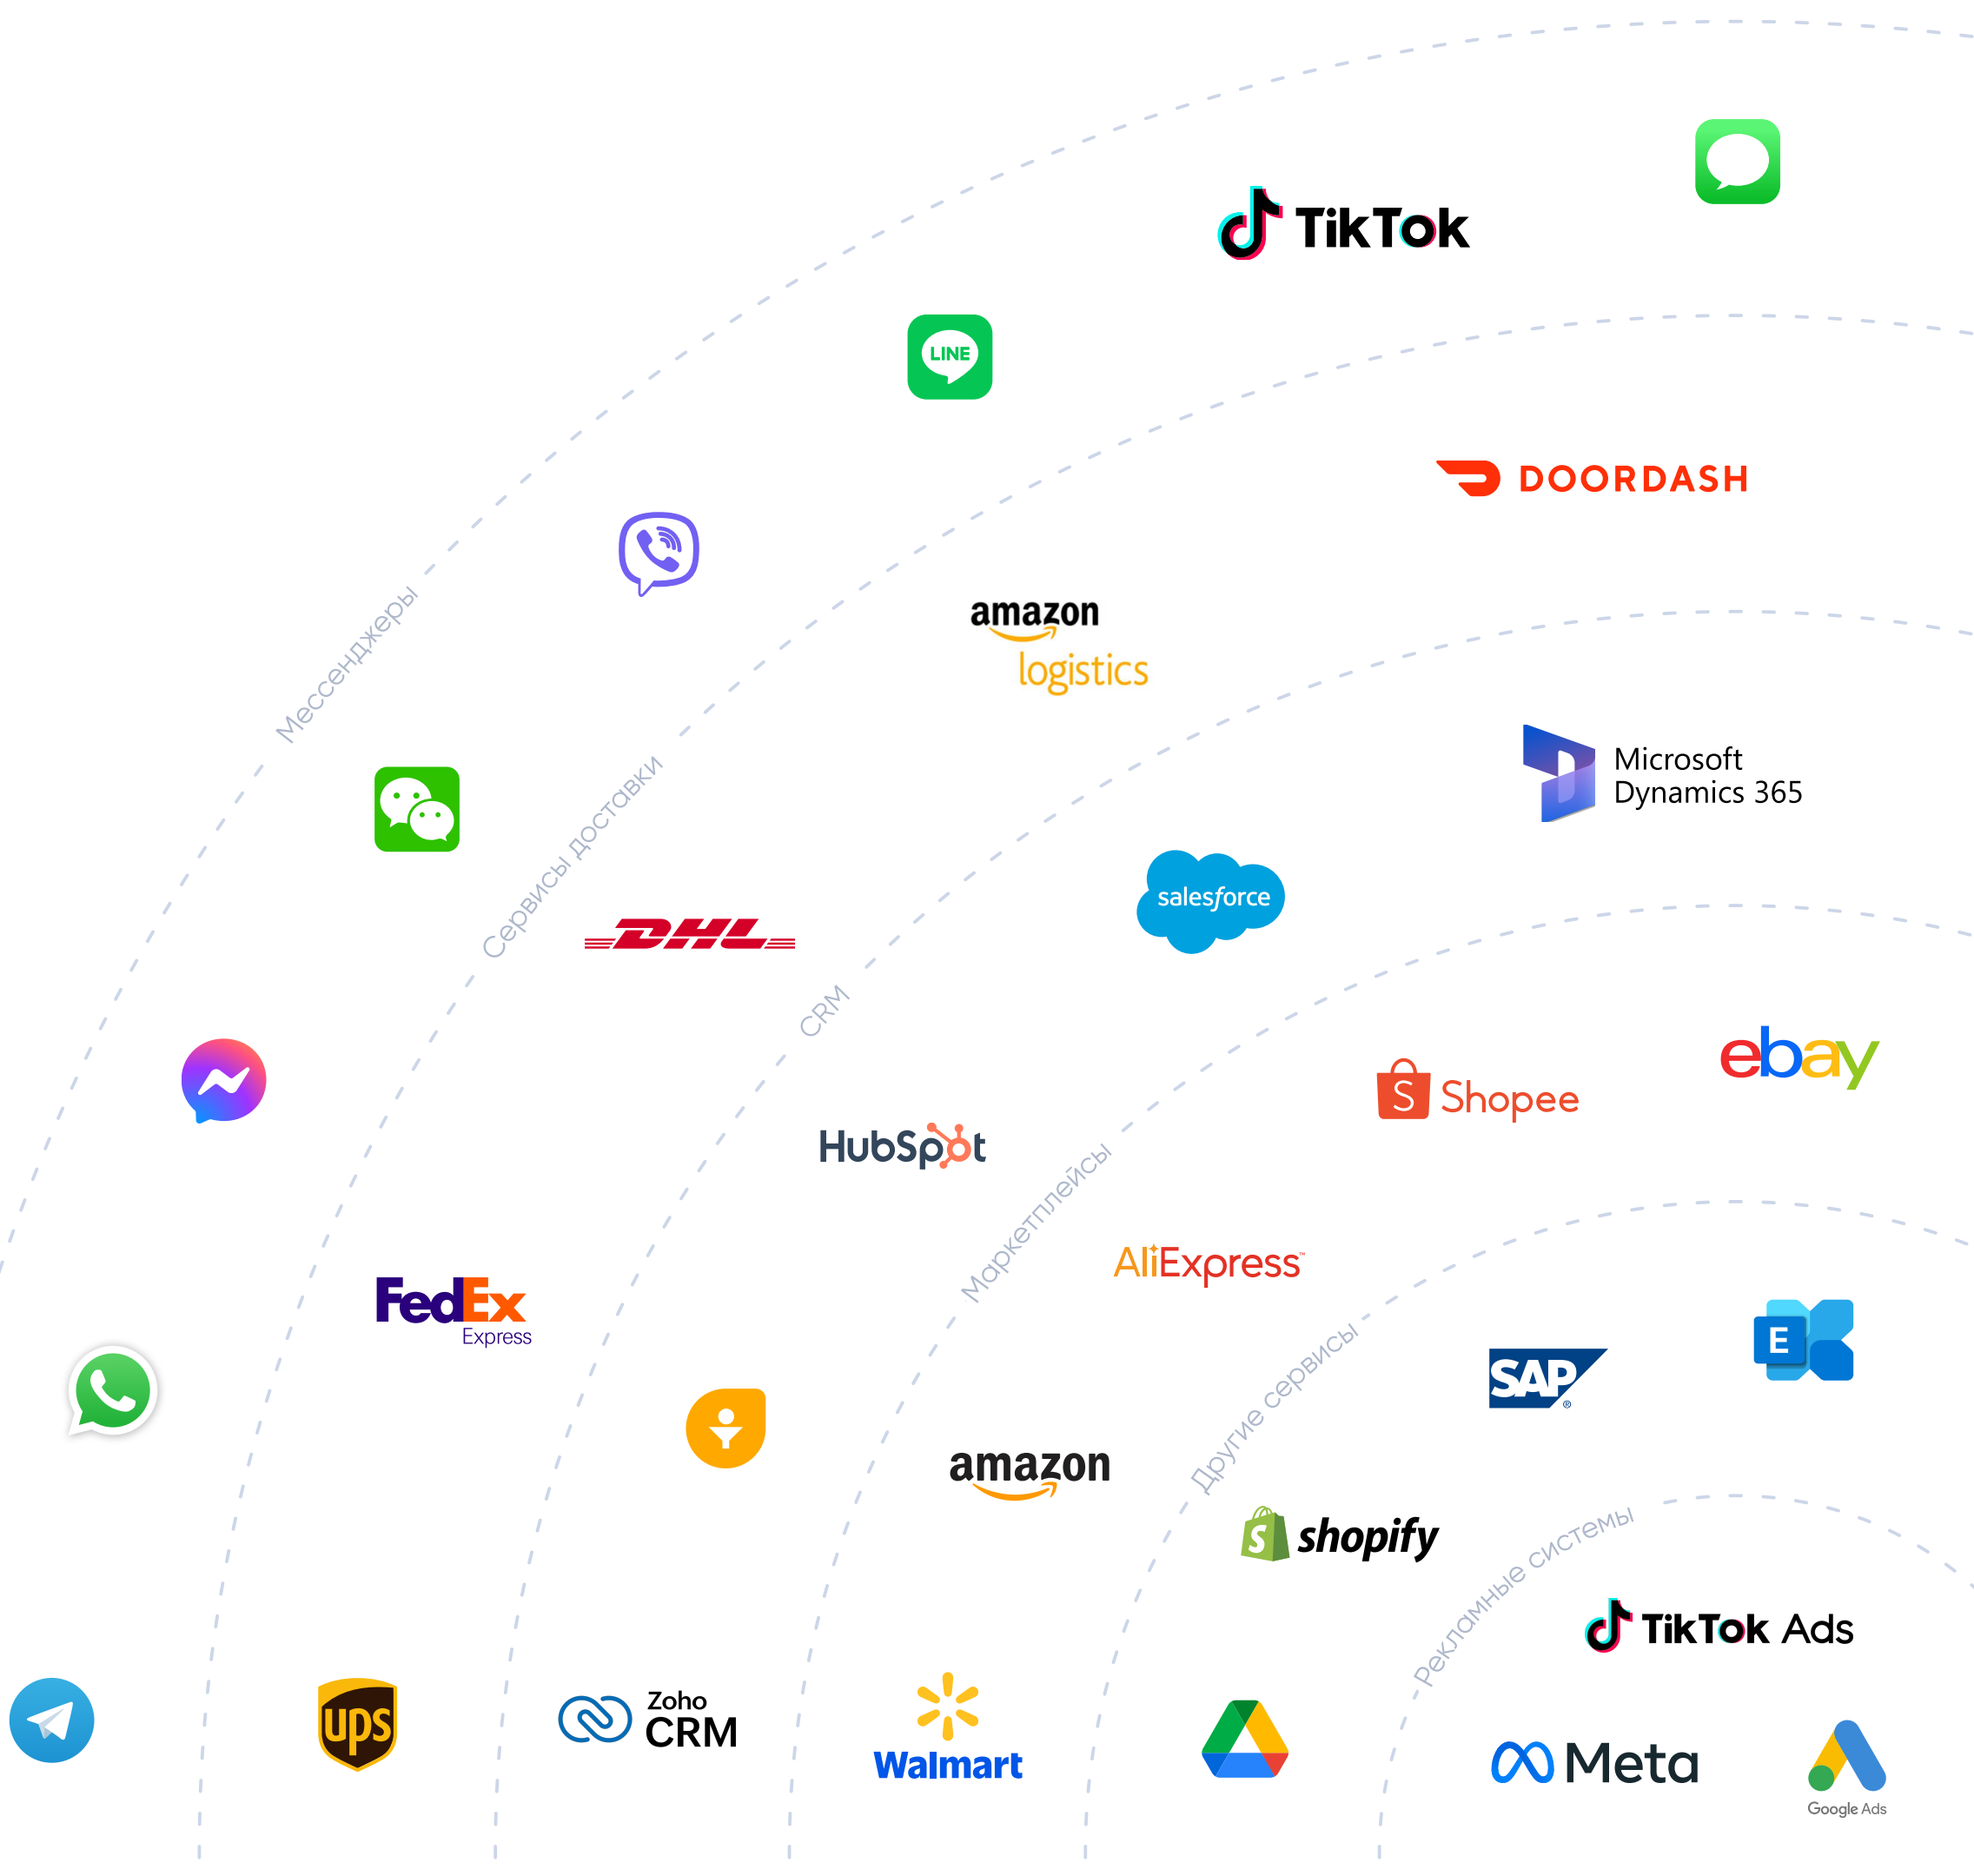 TikTok
LINE
DOORDASH
amazon
logistics
Мессенджеры
Microsoft
Dynamics 365
Сервисы доставки
salesforce
DHL
CRM
ebay
Shopee
HubSpot
Маркетплейсы
AliExpress™
FedEx
Express
E
Другие сервисы
SAP®
amazon
S shopify
Рекламные системы
TikTok Ads
ups
Zoho
CRM
Walmart
Meta
Google Ads